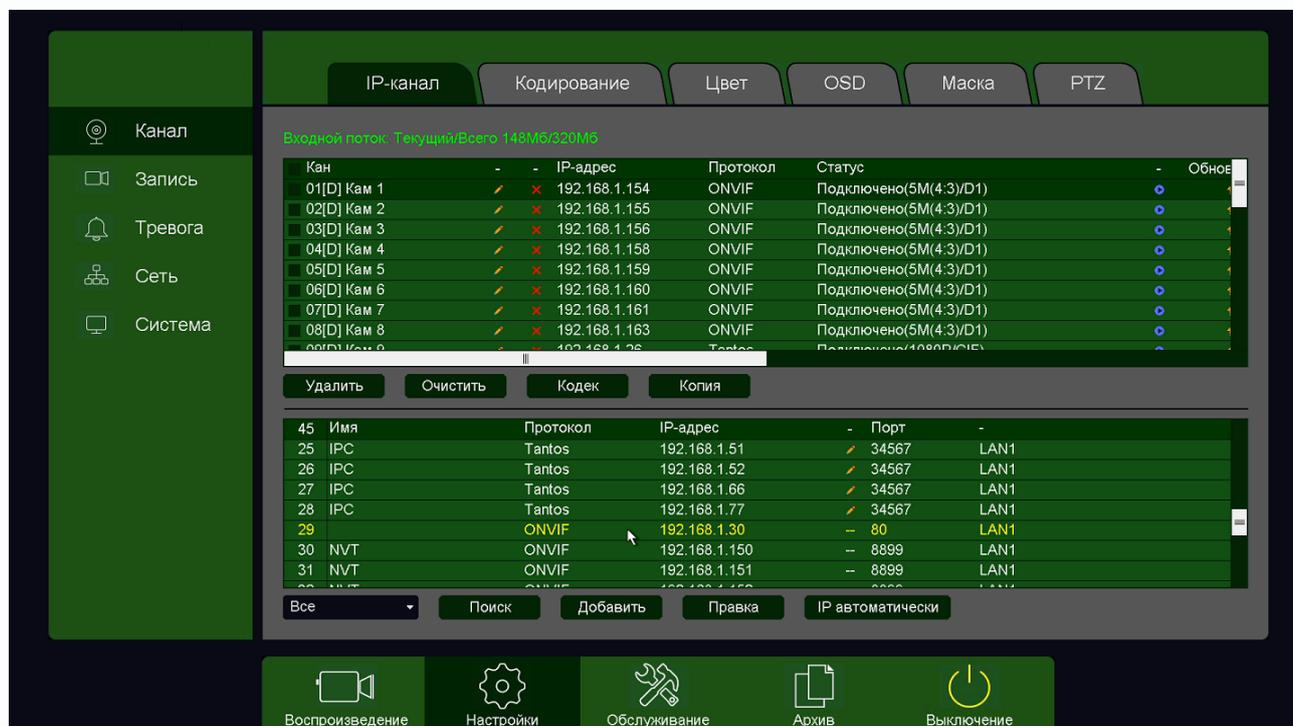 IP-канал Кодирование Цвет OSD Маска PTZ
Канал
Запись
Тревога
Сеть
Система
Входной поток: Текущий/Всего 148Мб/320Мб
Кан - - IP-адрес Протокол Статус - Обнов
01[D] Кам 1 192.168.1.154 ONVIF Подключено(5M(4:3)/D1)
02[D] Кам 2 192.168.1.155 ONVIF Подключено(5M(4:3)/D1)
03[D] Кам 3 192.168.1.156 ONVIF Подключено(5M(4:3)/D1)
04[D] Кам 4 192.168.1.158 ONVIF Подключено(5M(4:3)/D1)
05[D] Кам 5 192.168.1.159 ONVIF Подключено(5M(4:3)/D1)
06[D] Кам 6 192.168.1.160 ONVIF Подключено(5M(4:3)/D1)
07[D] Кам 7 192.168.1.161 ONVIF Подключено(5M(4:3)/D1)
08[D] Кам 8 192.168.1.163 ONVIF Подключено(5M(4:3)/D1)
09[D] Кам 9 192.168.1.26 Tantos Подключено(1080P/CIF)
Удалить Очистить Кодек Копия
45 Имя Протокол IP-адрес - Порт -
25 IPC Tantos 192.168.1.51 34567 LAN1
26 IPC Tantos 192.168.1.52 34567 LAN1
27 IPC Tantos 192.168.1.66 34567 LAN1
28 IPC Tantos 192.168.1.77 34567 LAN1
29 ONVIF 192.168.1.30 -- 80 LAN1
30 NVT ONVIF 192.168.1.150 -- 8899 LAN1
31 NVT ONVIF 192.168.1.151 -- 8899 LAN1
Все Поиск Добавить Правка IP автоматически
Воспроизведение Настройки Обслуживание Архив Выключение